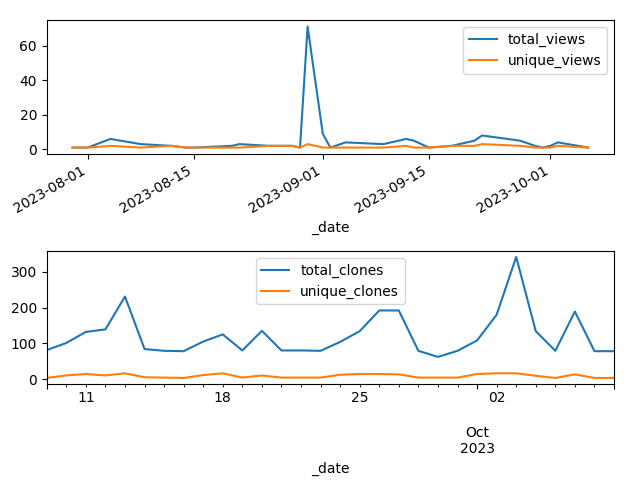 60
40
20
0
total_views
unique_views
2023-08-01
2023-08-15
2023-09-01
2023-09-15
2023-10-01
_date
300
200
100
0
total_clones
unique_clones
11
18
25
02
Oct
2023
_date